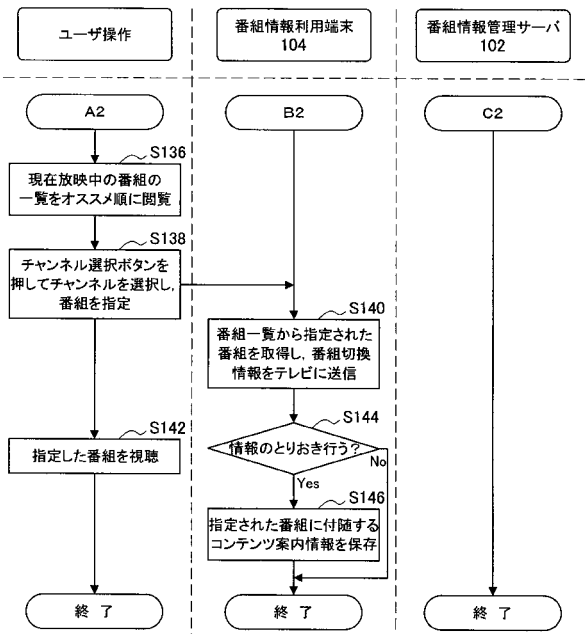 ユーザ操作
番組情報利用端末
104
番組情報管理サーバ
102
A2
B2
C2
S136
現在放映中の番組の
一覧をオススメ順に閲覧
S138
チャンネル選択ボタンを
押してチャンネルを選択し,
番組を指定
S140
番組一覧から指定された
番組を取得し, 番組切換
情報をテレビに送信
S142
指定した番組を視聴
S144
情報のとりおき行う?
No
Yes
S146
指定された番組に付随する
コンテンツ案内情報を保存
終 了
終 了
終 了